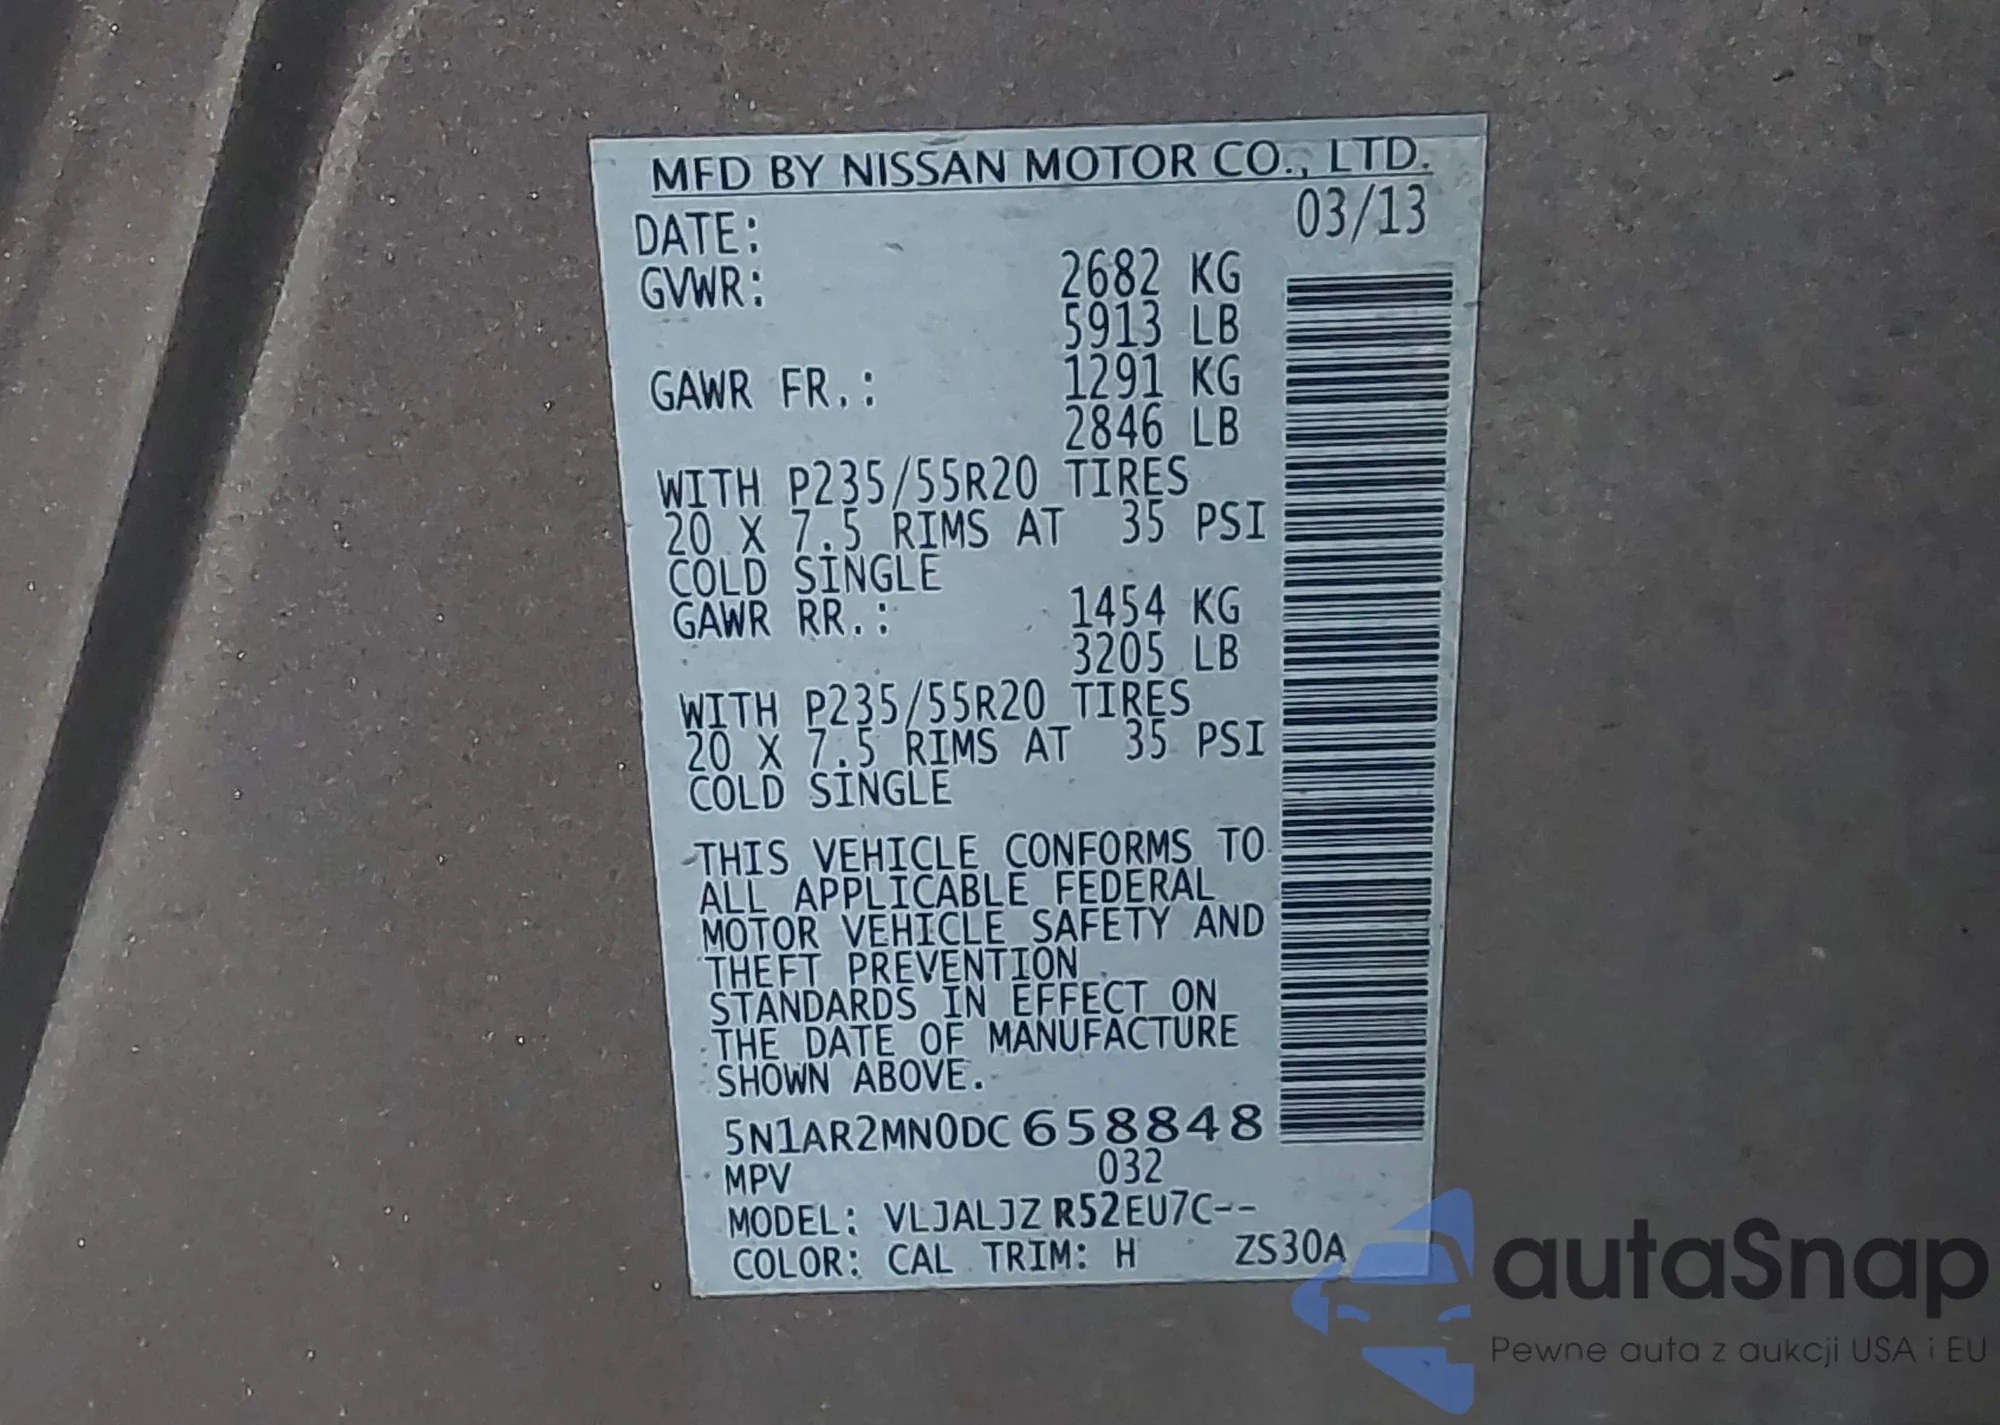 MFD BY NISSAN MOTOR CO., LTD.
DATE: 03/13
GVWR: 2682 KG
5913 LB
GAWR FR.: 1291 KG
2846 LB
WITH P235/55R20 TIRES
20 X 7.5 RIMS AT 35 PSI
COLD SINGLE
GAWR RR.: 1454 KG
3205 LB
WITH P235/55R20 TIRES
20 X 7.5 RIMS AT 35 PSI
COLD SINGLE
THIS VEHICLE CONFORMS TO
ALL APPLICABLE FEDERAL
MOTOR VEHICLE SAFETY AND
THEFT PREVENTION
STANDARDS IN EFFECT ON
THE DATE OF MANUFACTURE
SHOWN ABOVE.
5N1AR2MN0DC658848
MPV 032
MODEL: VLJALJZ R52EU7C--
COLOR: CAL TRIM: H ZS30A
autaSnap
Pewne auta z aukcji USA i EU